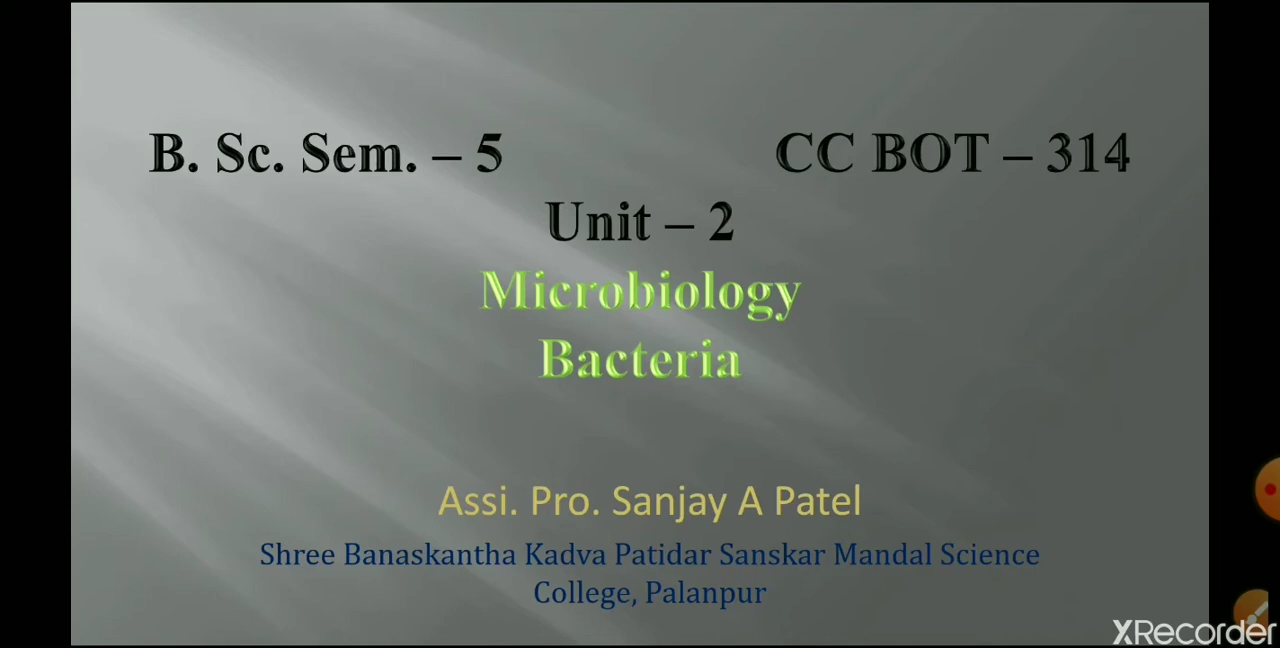 B. Sc. Sem. – 5 CC BOT – 314
Unit – 2
Microbiology
Bacteria
Assi. Pro. Sanjay A Patel
Shree Banaskantha Kadva Patidar Sanskar Mandal Science
College, Palanpur
XRecorder